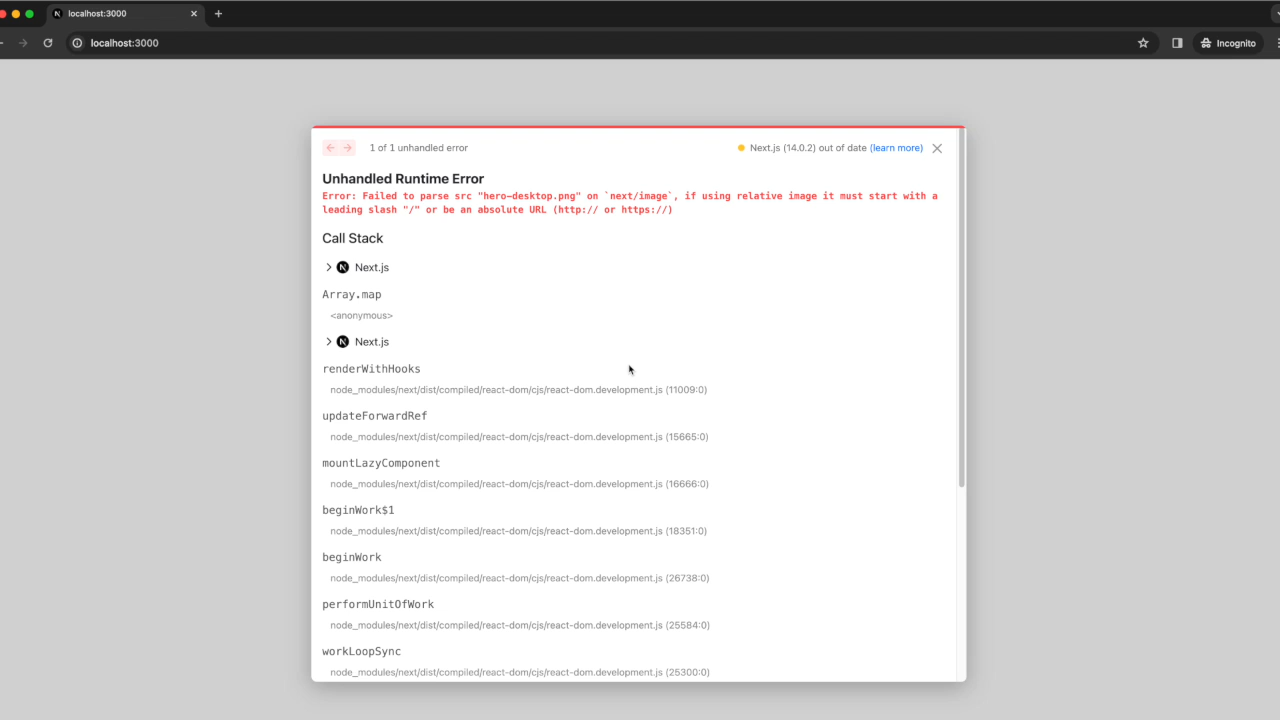 localhost:3000
localhost:3000
Incognito
1 of 1 unhandled error
Next.js (14.0.2) out of date (learn more)
Unhandled Runtime Error
Error: Failed to parse src "hero-desktop.png" on `next/image`, if using relative image it must start with a
leading slash "/" or be an absolute URL (http:// or https://)
Call Stack
N Next.js
Array.map
<anonymous>
N Next.js
renderWithHooks
node_modules/next/dist/compiled/react-dom/cjs/react-dom.development.js (11009:0)
updateForwardRef
node_modules/next/dist/compiled/react-dom/cjs/react-dom.development.js (15665:0)
mountLazyComponent
node_modules/next/dist/compiled/react-dom/cjs/react-dom.development.js (16666:0)
beginWork$1
node_modules/next/dist/compiled/react-dom/cjs/react-dom.development.js (18351:0)
beginWork
node_modules/next/dist/compiled/react-dom/cjs/react-dom.development.js (26738:0)
performUnitOfWork
node_modules/next/dist/compiled/react-dom/cjs/react-dom.development.js (25584:0)
workLoopSync
node_modules/next/dist/compiled/react-dom/cjs/react-dom.development.js (25300:0)